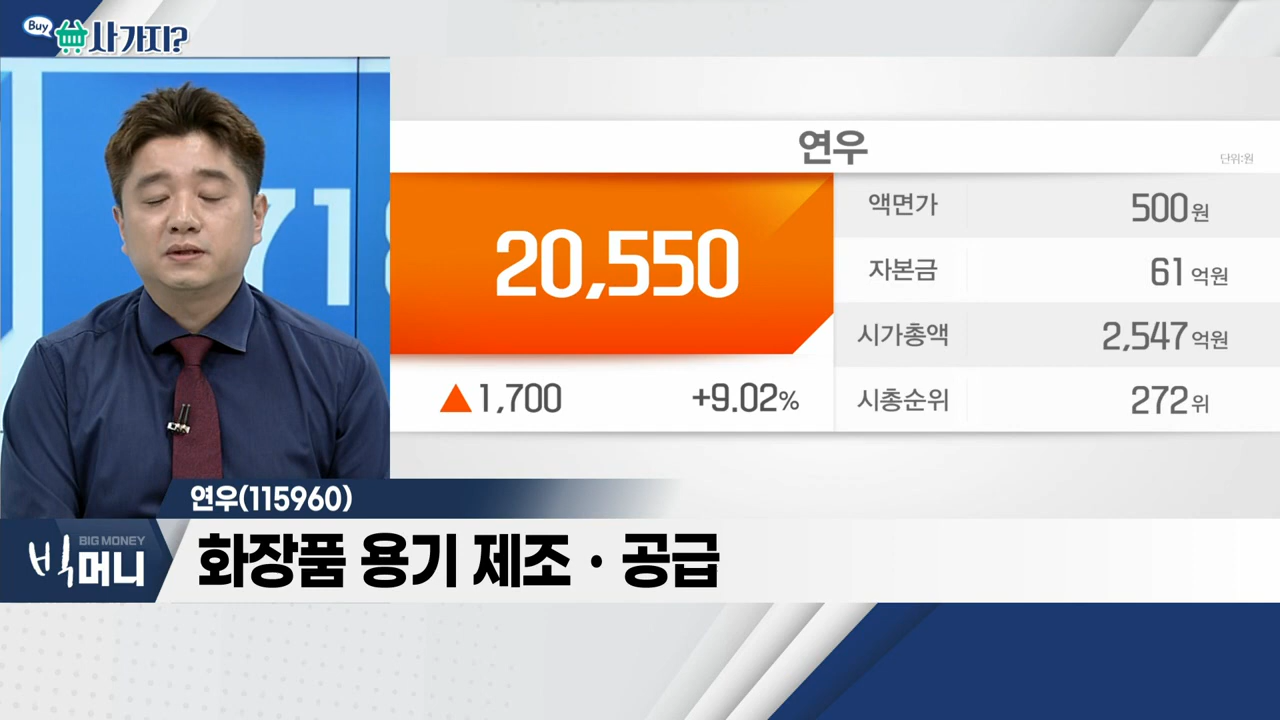 Buy 사가지?
718
연우
단위:원
20,550
▲1,700 +9.02%
액면가 500원
자본금 61억원
시가총액 2,547억원
시총순위 272위
연우(115960)
BIG MONEY
빅머니
화장품 용기 제조·공급